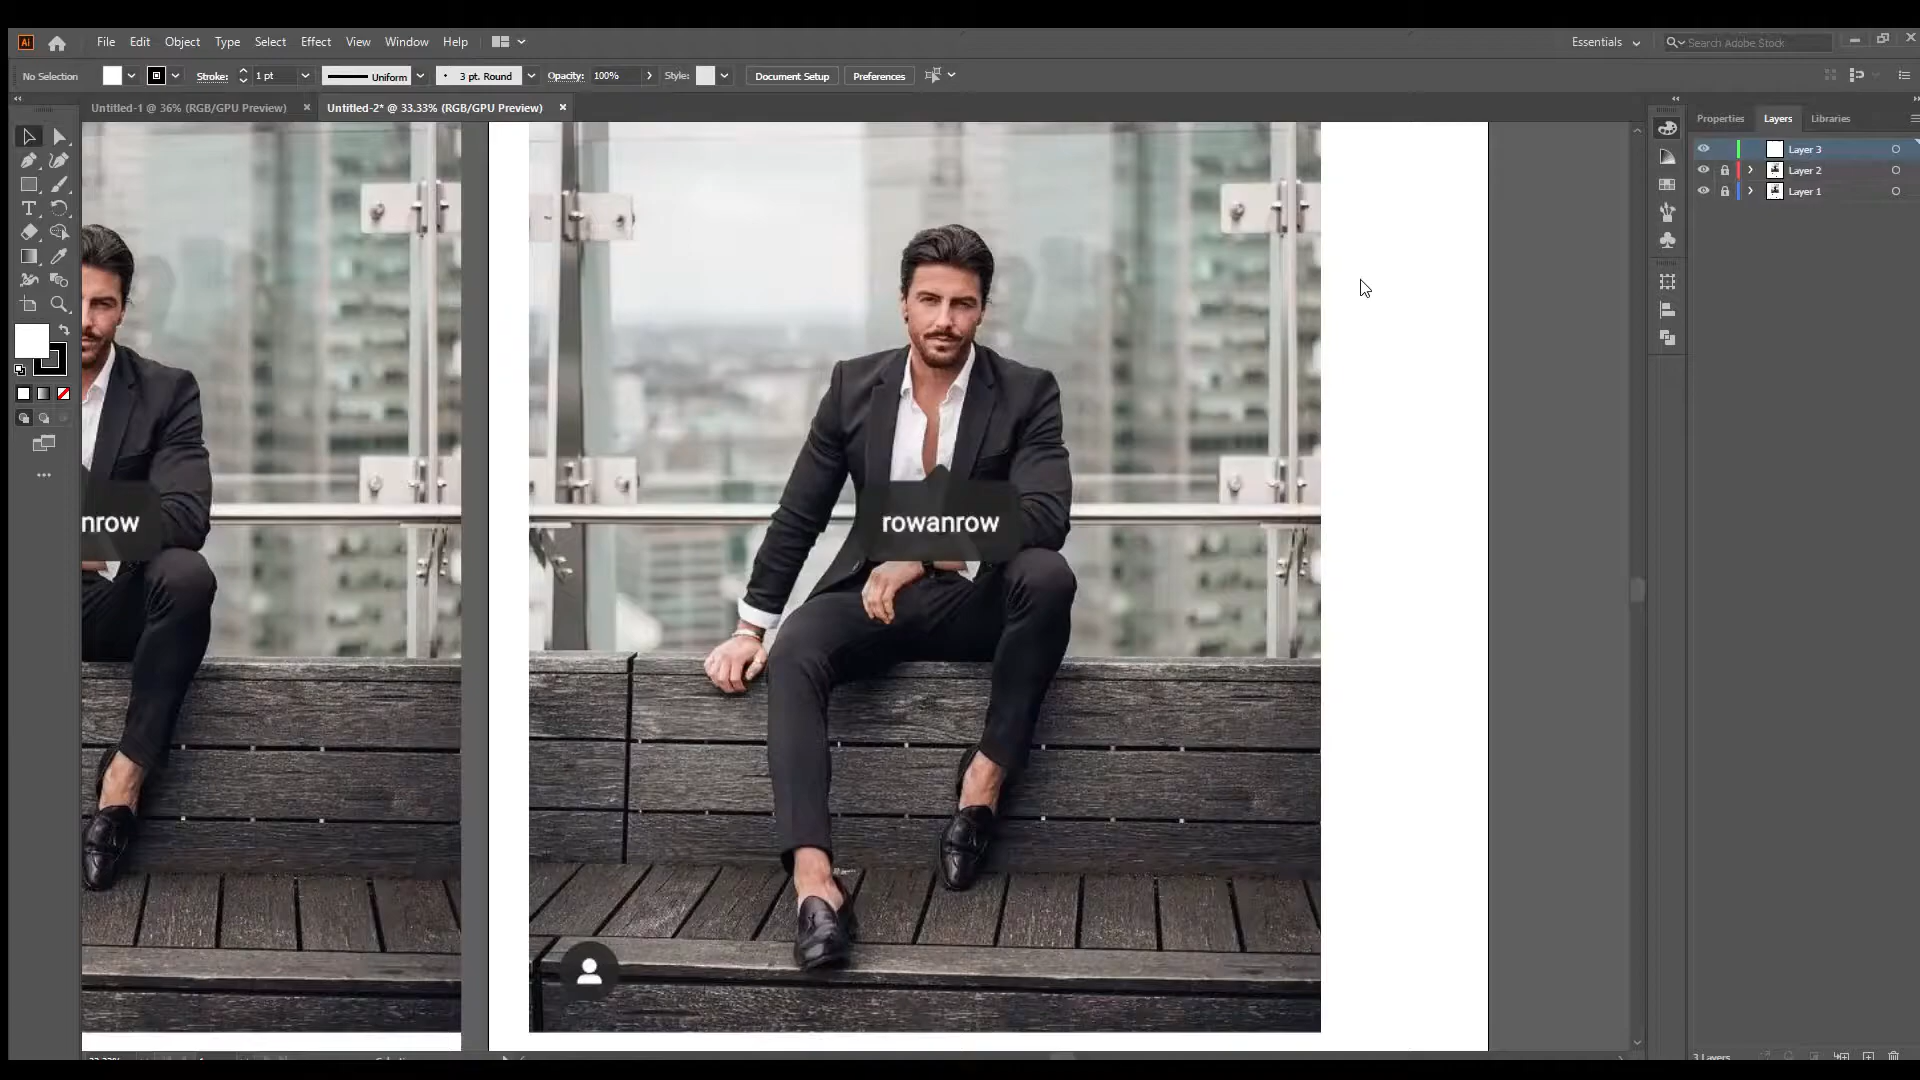 Ai
File Edit Object Type Select Effect View Window Help
Essentials
Search Adobe Stock
No Selection
Stroke: 1 pt
Uniform
3 pt. Round
Opacity: 100%
Style:
Document Setup
Preferences
Untitled-1 @ 36% (RGB/GPU Preview) ×
Untitled-2* @ 33.33% (RGB/GPU Preview) ×
Properties Layers Libraries
Layer 3
Layer 2
Layer 1
nrow
rowanrow
3 Layers